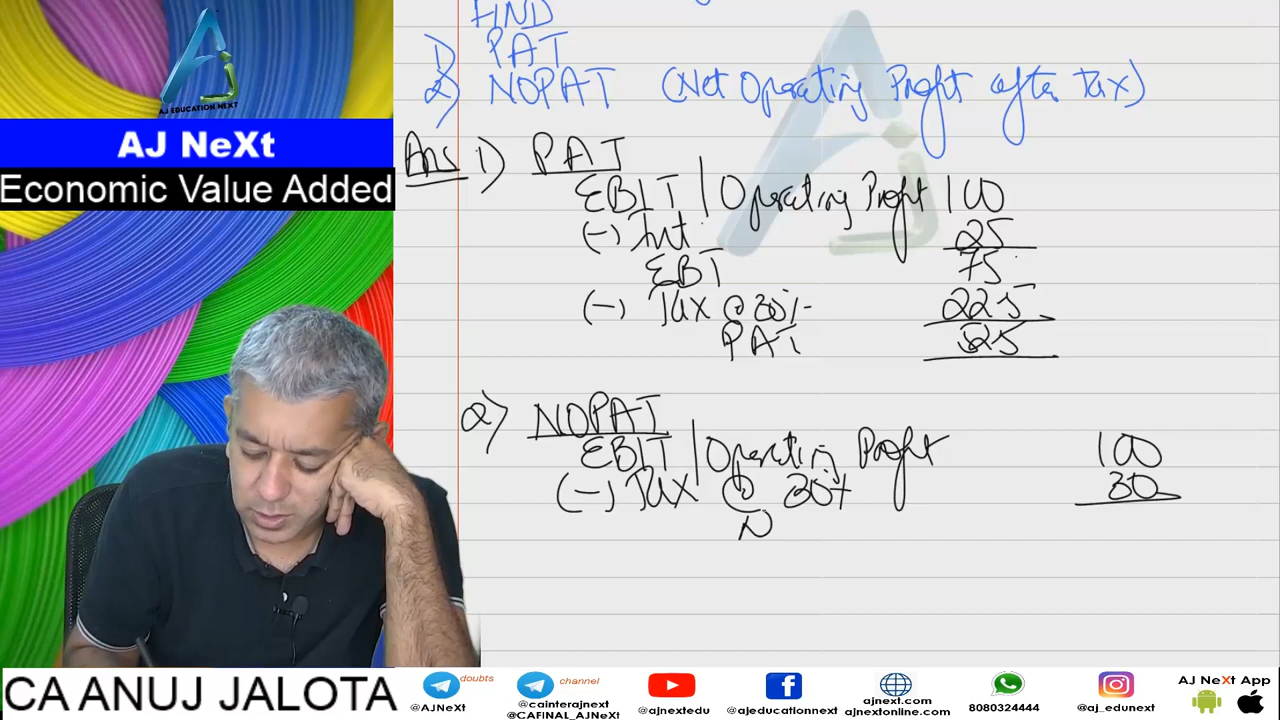 FIND
1) PAT
2) NOPAT (Net Operating Profit after Tax)
Ans 1) PAT
EBIT | Operating Profit 100
(-) Int 25
EBT 75
(-) Tax @ 30% 22.5
PAT 52.5
2) NOPAT
EBIT | Operating Profit 100
(-) Tax @ 30% 30
N
AJ EDUCATION NEXT
AJ NeXt
Economic Value Added
CA ANUJ JALOTA
doubts
@AJNeXt
channel
@cainterajnext
@CAFINAL_AJNeXt
@ajnextedu
@ajeducationnext
ajnext.com
ajnextonline.com
8080324444
@aj_edunext
AJ NeXt App